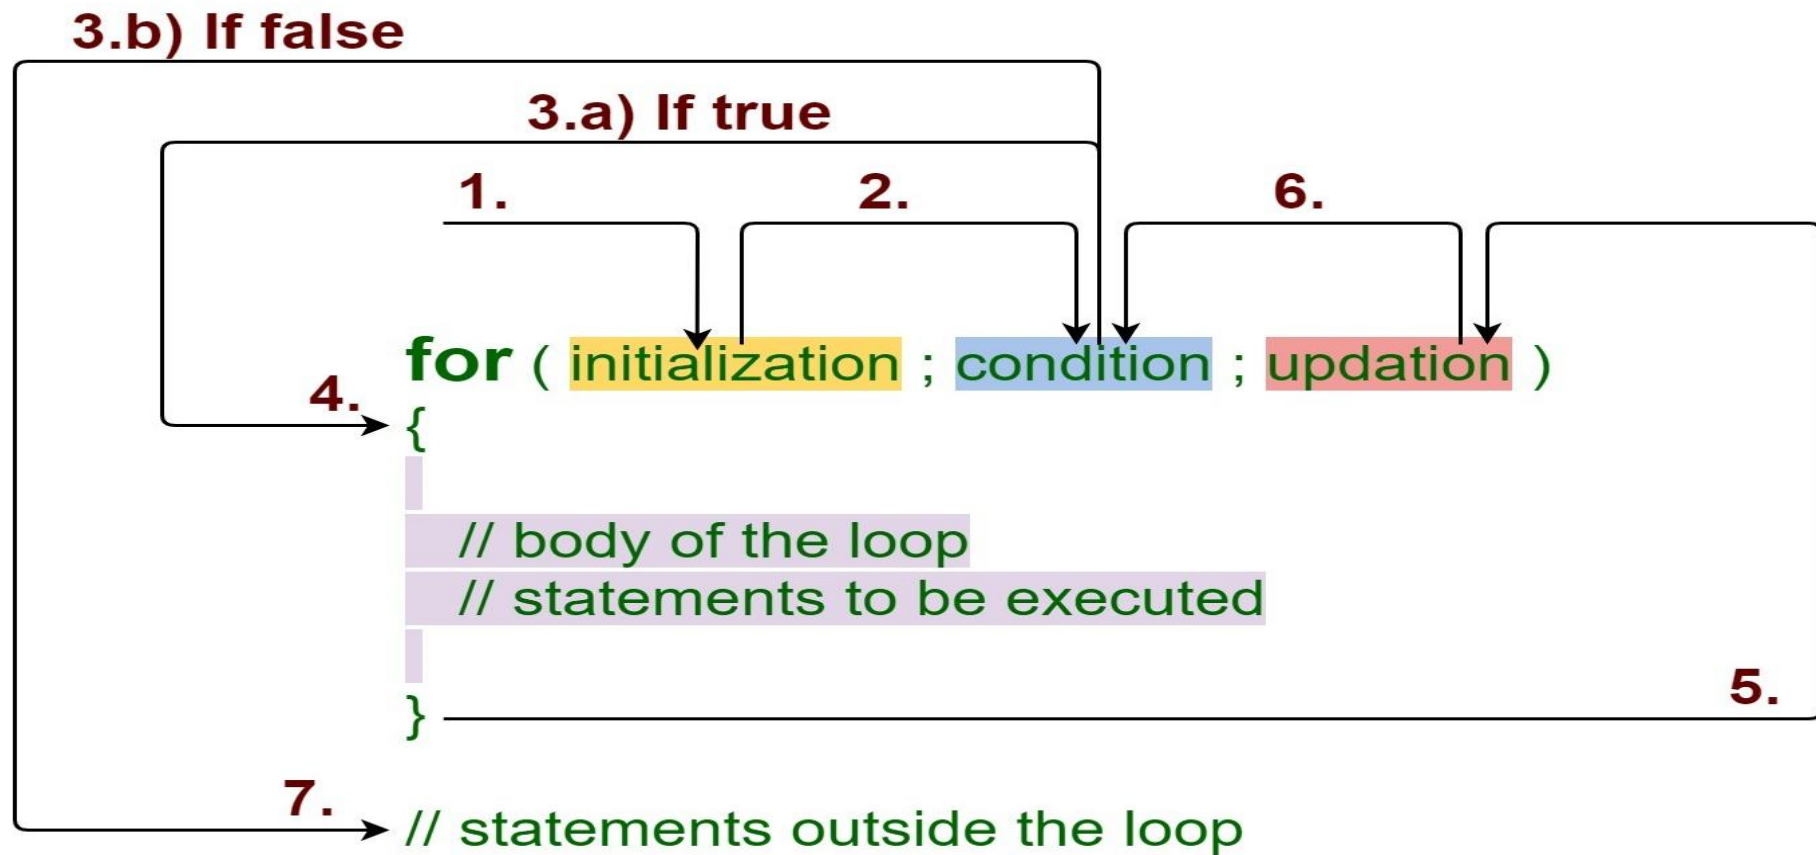 3.b) If false
3.a) If true
1. 2. 6.
for ( initialization ; condition ; updation )
4.
{
// body of the loop
// statements to be executed
5.
}
7.
// statements outside the loop